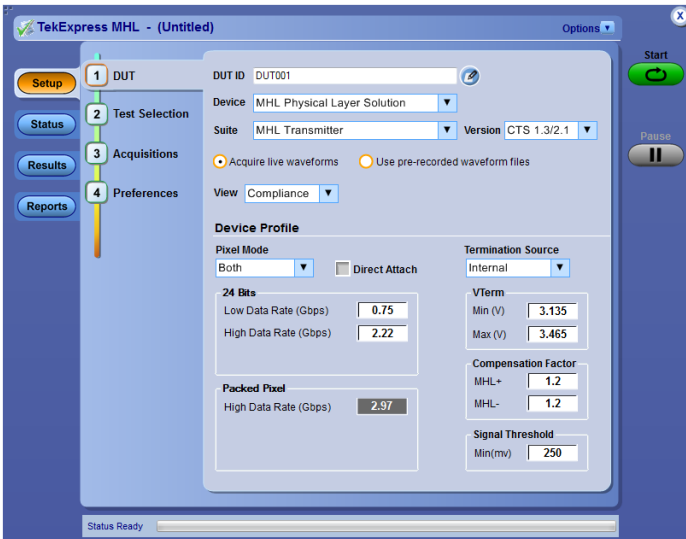 TekExpress MHL - (Untitled)
Options
x
Start
Setup
1 DUT
DUT ID DUT001
Device MHL Physical Layer Solution
2 Test Selection
Status
Suite MHL Transmitter Version CTS 1.3/2.1
Pause
3 Acquisitions
Acquire live waveforms Use pre-recorded waveform files
Results
4 Preferences
View Compliance
Reports
Device Profile
Pixel Mode Termination Source
Both Direct Attach Internal
24 Bits VTerm
Low Data Rate (Gbps) 0.75 Min (V) 3.135
High Data Rate (Gbps) 2.22 Max (V) 3.465
Compensation Factor
MHL+ 1.2
Packed Pixel
High Data Rate (Gbps) 2.97 MHL- 1.2
Signal Threshold
Min(mv) 250
Status Ready